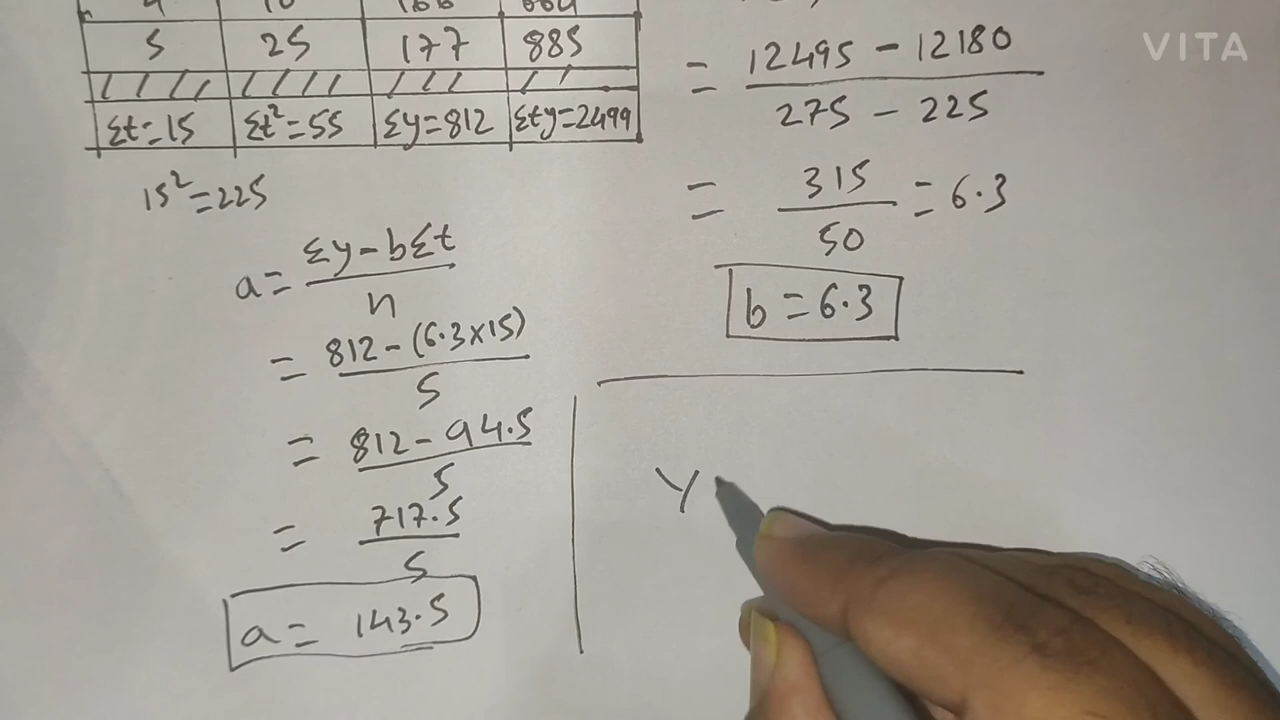 5 25 177 885
Σt=15 Σt²=55 Σy=812 Σty=2499
15²=225
a= Σy-bΣt
n
= 812-(6.3×15)
5
= 812-94.5
5
= 717.5
5
a= 143.5
= 12495-12180
275-225
= 315 =6.3
50
b=6.3
Y
VITA